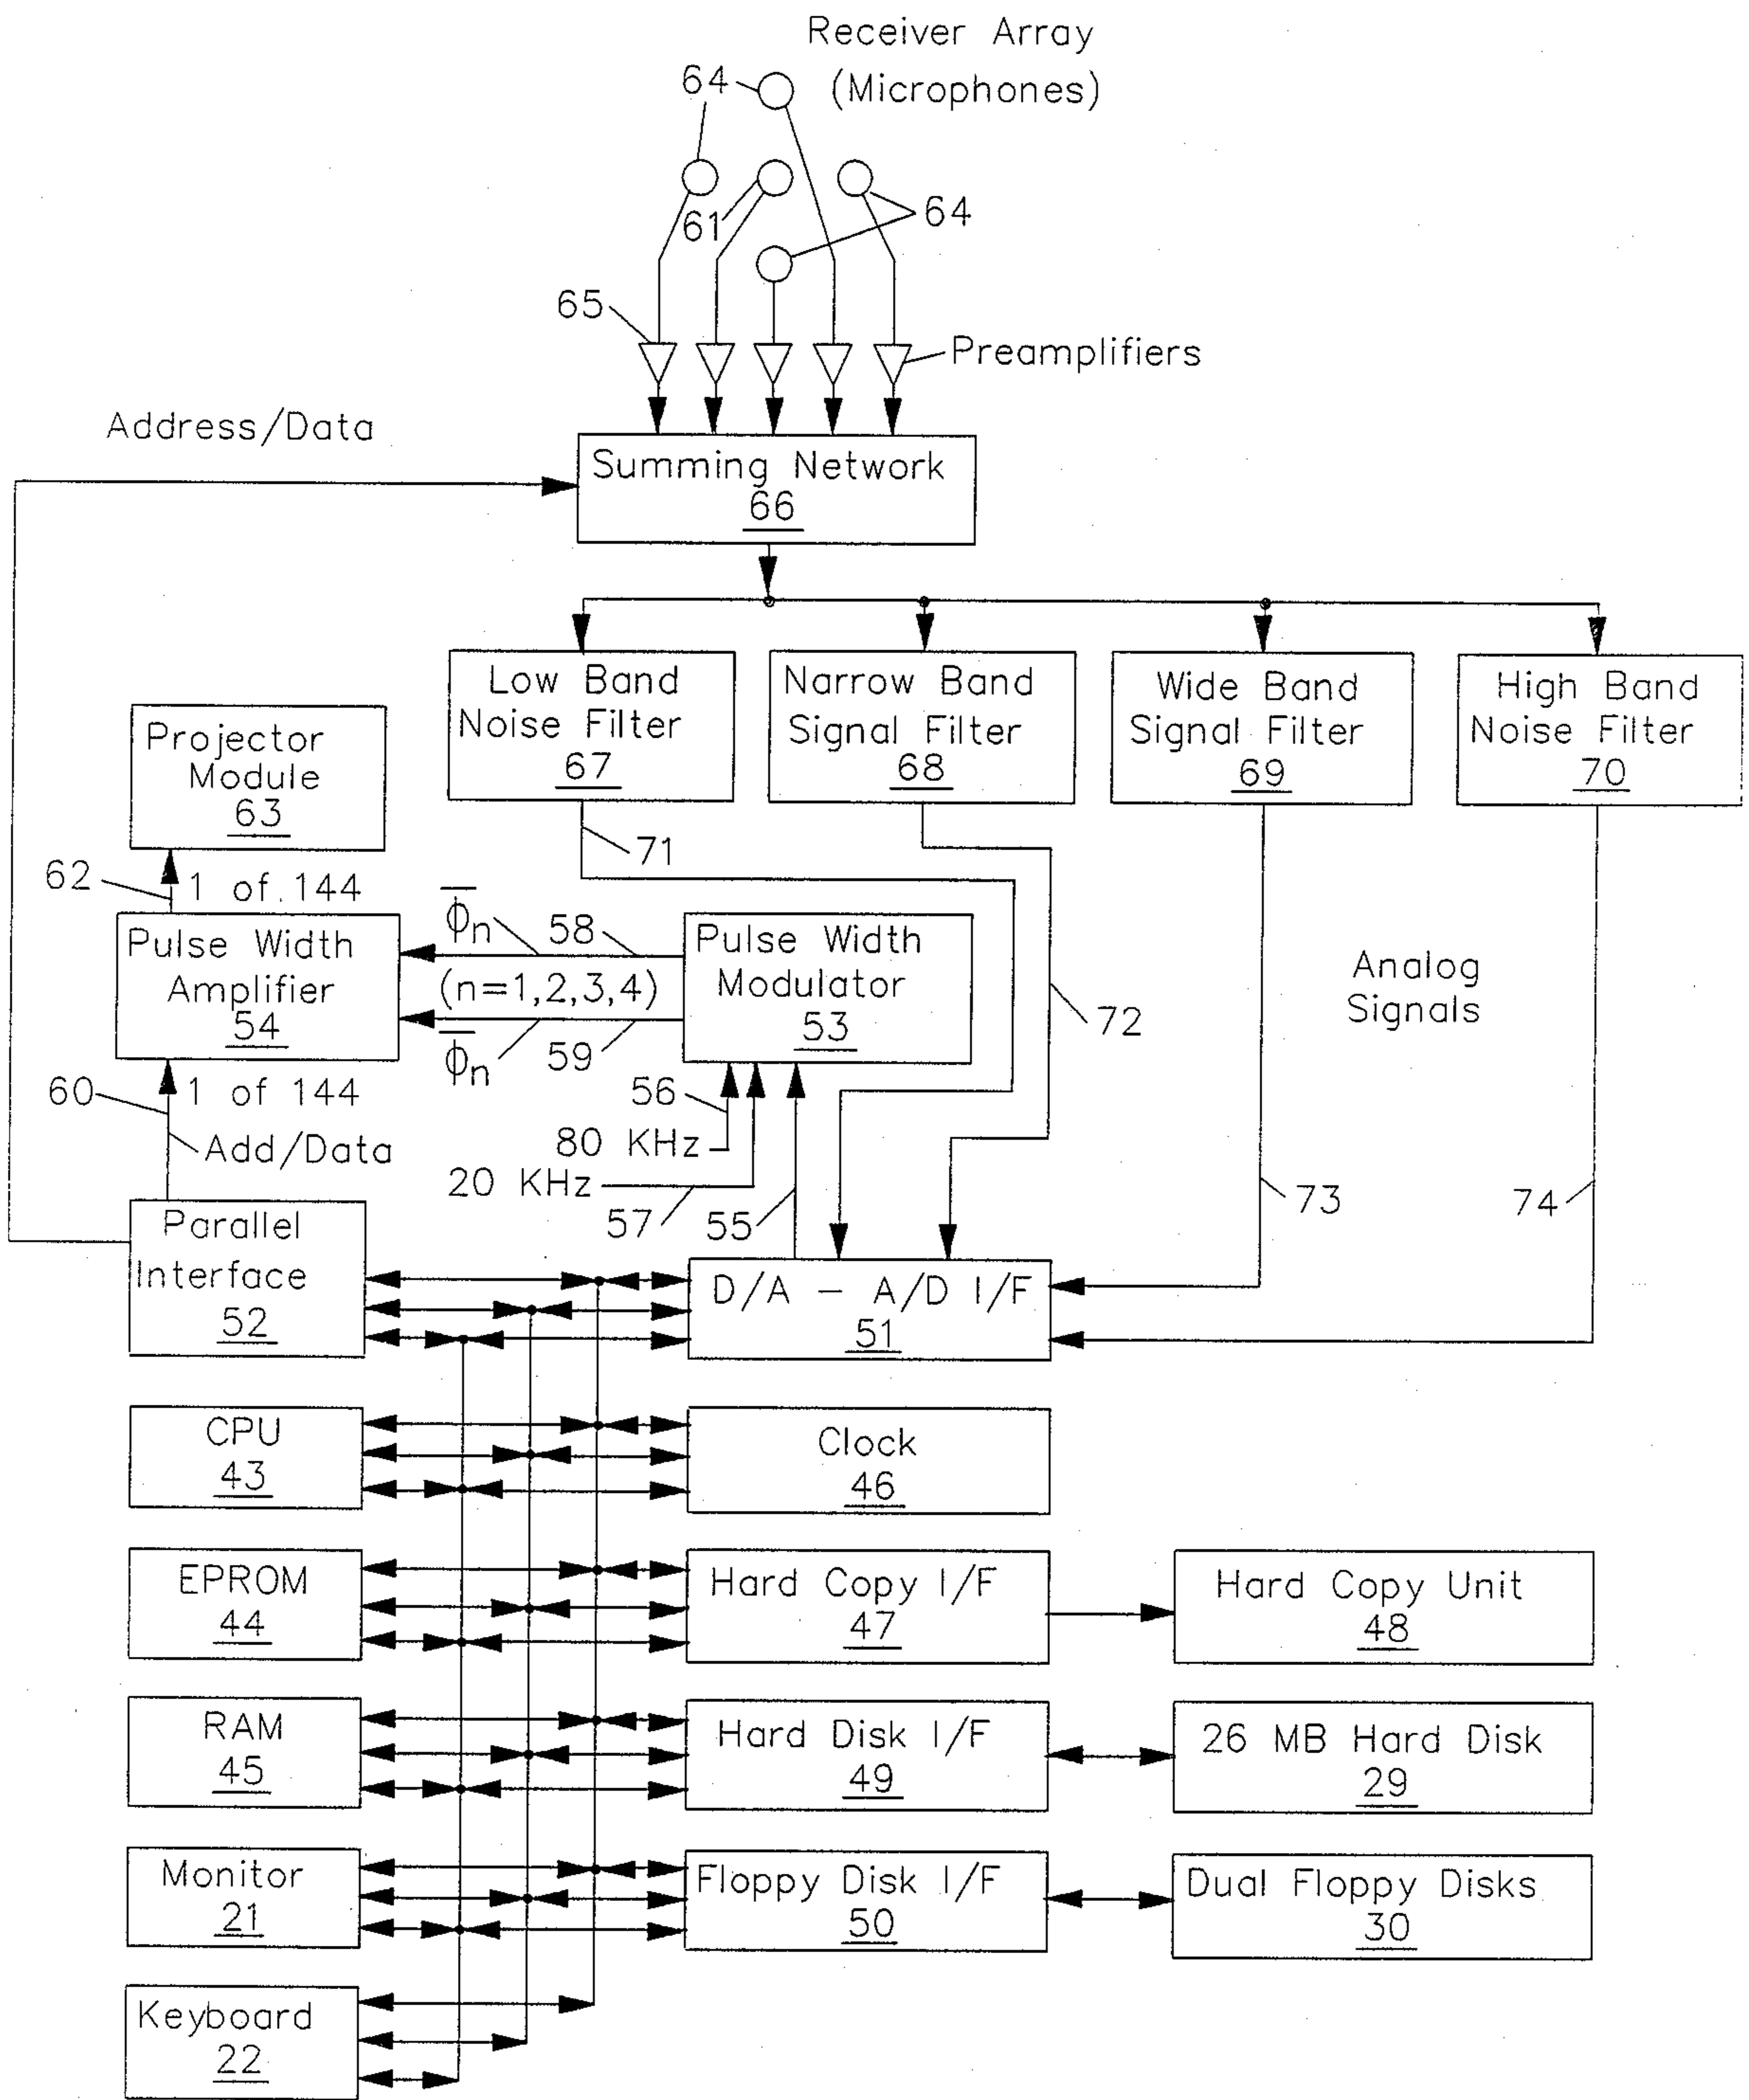 Receiver Array
(Microphones)
64
61
64
65
Preamplifiers
Address/Data
Summing Network
66
Low Band
Noise Filter
67
Narrow Band
Signal Filter
68
Wide Band
Signal Filter
69
High Band
Noise Filter
70
Projector
Module
63
71
62
1 of 144
Pulse Width
Amplifier
54
ϕ̅n
58
(n=1,2,3,4)
ϕ̅n
59
Pulse Width
Modulator
53
Analog
Signals
72
60
1 of 144
Add/Data
56
80 KHz
20 KHz
57
55
73
74
Parallel
Interface
52
D/A - A/D I/F
51
CPU
43
Clock
46
EPROM
44
Hard Copy I/F
47
Hard Copy Unit
48
RAM
45
Hard Disk I/F
49
26 MB Hard Disk
29
Monitor
21
Floppy Disk I/F
50
Dual Floppy Disks
30
Keyboard
22